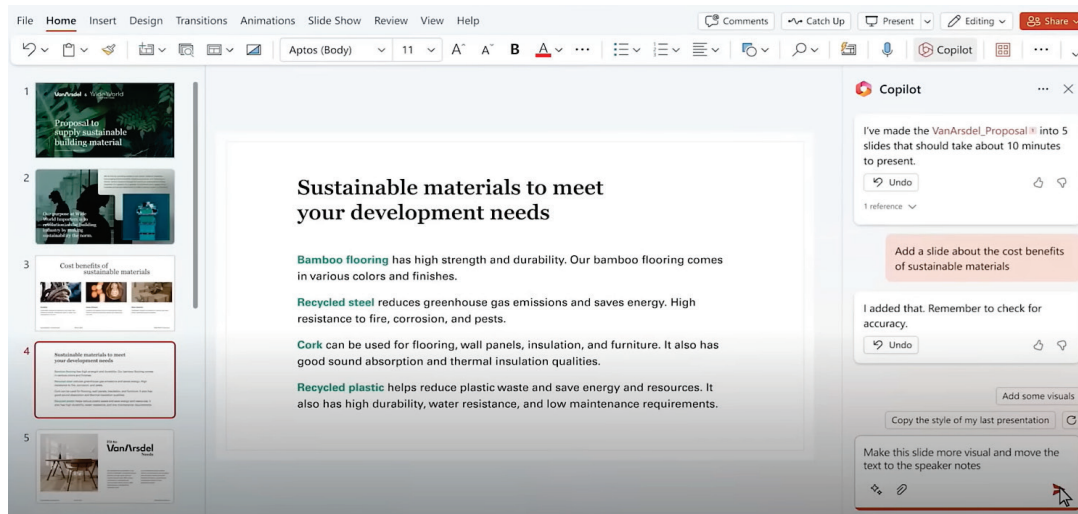 File Home Insert Design Transitions Animations Slide Show Review View Help
Comments
Catch Up
Present
Editing
Share
Aptos (Body)
11
A
A
B
A
Copilot
1
VanArsdel & WideWorld
Proposal to
supply sustainable
building material
2
3
Cost benefits of
sustainable materials
4
Sustainable materials to meet
your development needs
5
VanArsdel
Sustainable materials to meet
your development needs
Bamboo flooring has high strength and durability. Our bamboo flooring comes
in various colors and finishes.
Recycled steel reduces greenhouse gas emissions and saves energy. High
resistance to fire, corrosion, and pests.
Cork can be used for flooring, wall panels, insulation, and furniture. It also has
good sound absorption and thermal insulation qualities.
Recycled plastic helps reduce plastic waste and save energy and resources. It
also has high durability, water resistance, and low maintenance requirements.
Copilot
I've made the VanArsdel_Proposal into 5
slides that should take about 10 minutes
to present.
Undo
1 reference
Add a slide about the cost benefits
of sustainable materials
I added that. Remember to check for
accuracy.
Undo
Add some visuals
Copy the style of my last presentation
Make this slide more visual and move the
text to the speaker notes